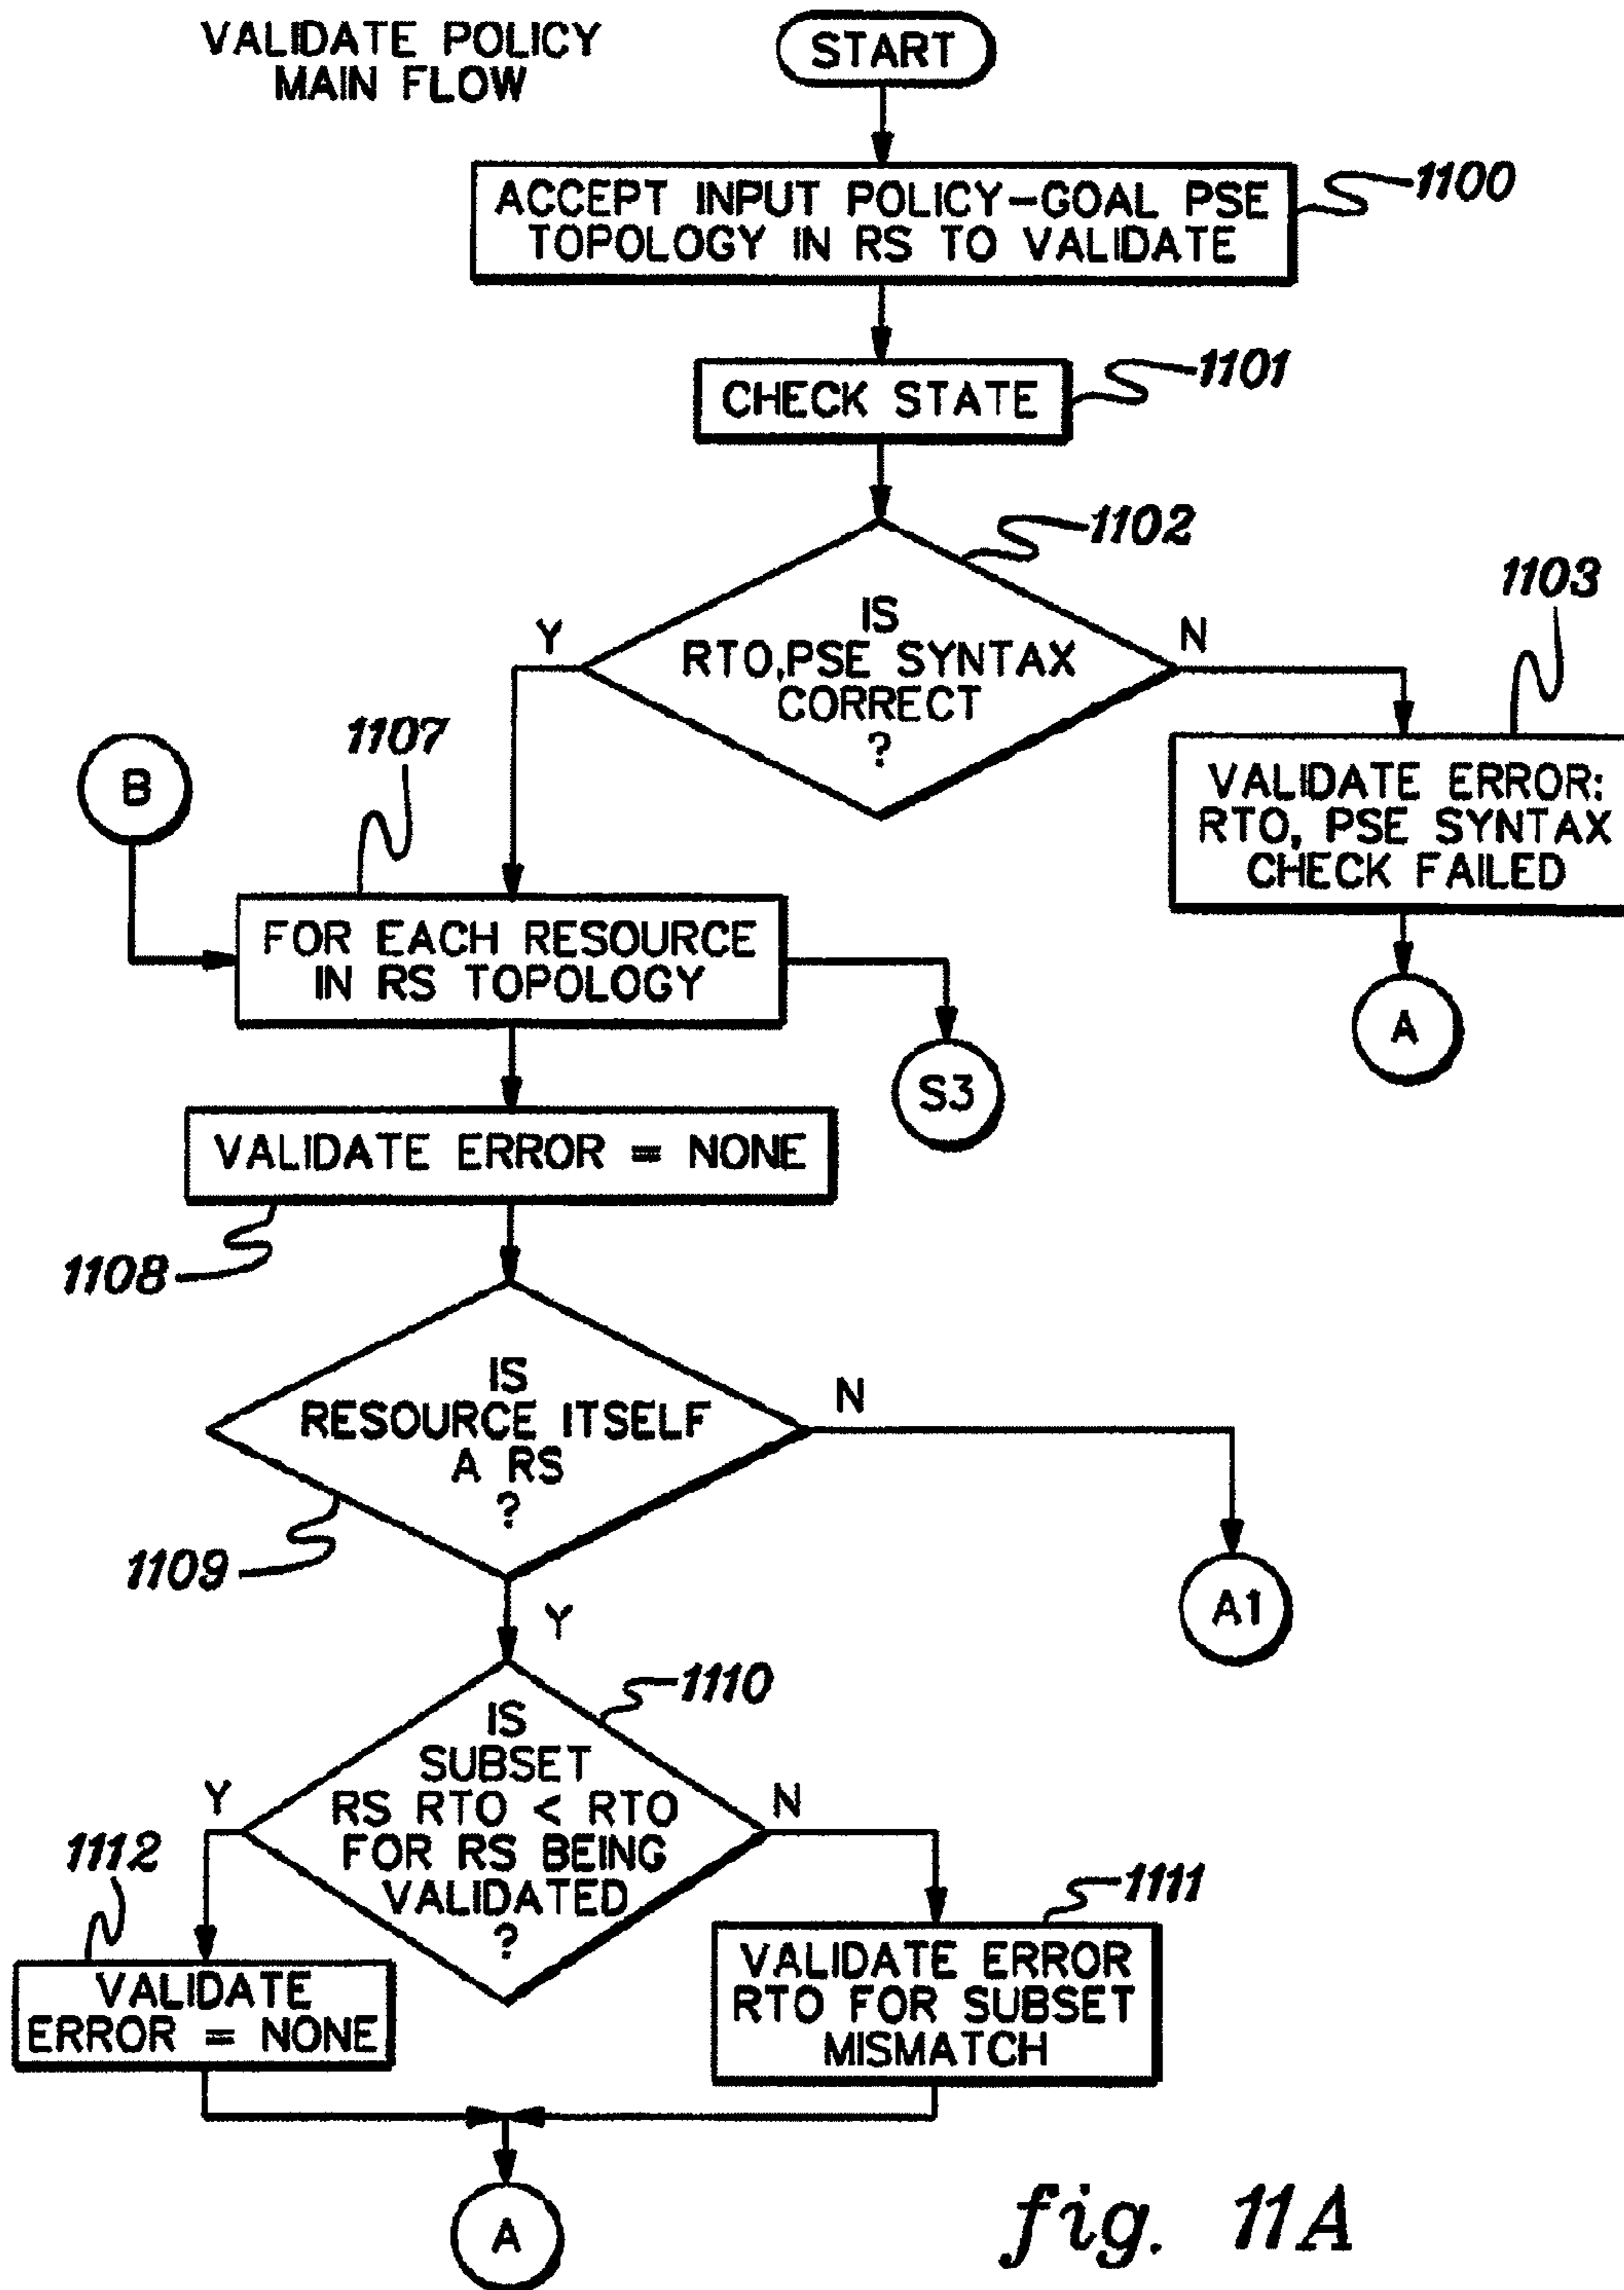 VALIDATE POLICY
MAIN FLOW
START
ACCEPT INPUT POLICY-GOAL PSE
TOPOLOGY IN RS TO VALIDATE
1100
CHECK STATE
1101
1102
IS
RTO,PSE SYNTAX
CORRECT
?
Y
N
1103
VALIDATE ERROR:
RTO, PSE SYNTAX
CHECK FAILED
A
1107
B
FOR EACH RESOURCE
IN RS TOPOLOGY
S3
VALIDATE ERROR = NONE
1108
IS
RESOURCE ITSELF
A RS
?
N
1109
A1
Y
1110
IS
SUBSET
RS RTO < RTO
FOR RS BEING
VALIDATED
?
Y
N
1112
1111
VALIDATE
ERROR = NONE
VALIDATE ERROR
RTO FOR SUBSET
MISMATCH
A
fig. 11A